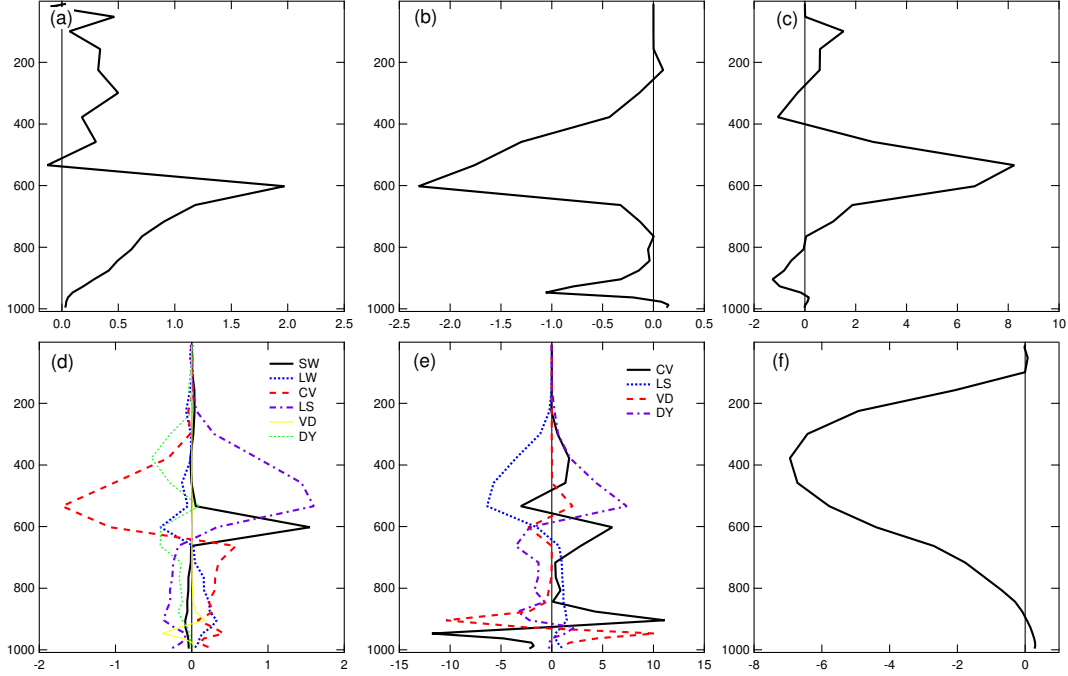 (a)
200
400
600
800
1000
0.0 0.5 1.0 1.5 2.0 2.5
(b)
200
400
600
800
1000
-2.5 -2.0 -1.5 -1.0 -0.5 0.0 0.5
(c)
200
400
600
800
1000
-2 0 2 4 6 8 10
(d)
SW
LW
CV
LS
VD
DY
200
400
600
800
1000
-2 -1 0 1 2
(e)
CV
LS
VD
DY
200
400
600
800
1000
-15 -10 -5 0 5 10 15
(f)
200
400
600
800
1000
-8 -6 -4 -2 0